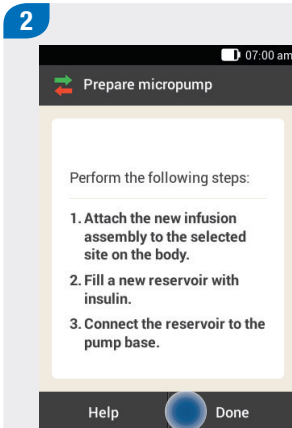 2
07:00 am
Prepare micropump
Perform the following steps:
1. Attach the new infusion
assembly to the selected
site on the body.
2. Fill a new reservoir with
insulin.
3. Connect the reservoir to the
pump base.
Help Done